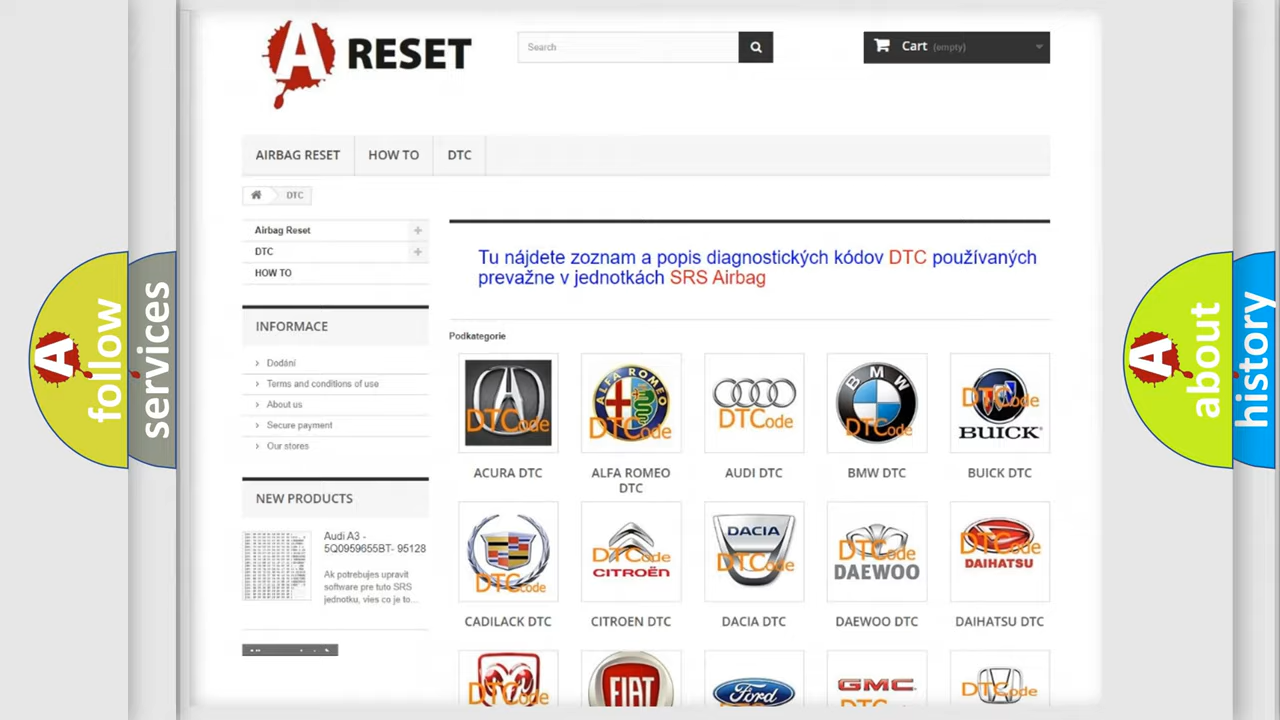 A RESET
Search
Cart (empty)
AIRBAG RESET
HOW TO
DTC
DTC
Airbag Reset
DTC
HOW TO
Tu nájdete zoznam a popis diagnostických kódov DTC používaných
prevažne v jednotkách SRS Airbag
INFORMACE
Dodání
Terms and conditions of use
About us
Secure payment
Our stores
NEW PRODUCTS
Audi A3 -
5Q0959655BT- 95128
Ak potrebujes upravit
software pre tuto SRS
jednotku, vies co je to...
Podkategorie
DTCode
ALFA ROMEO
DTCode
DTCode
BMW
DTCode
DTCode
BUICK
ACURA DTC
ALFA ROMEO
DTC
AUDI DTC
BMW DTC
BUICK DTC
DTCode
DTCode
CITROËN
DACIA
DTCode
DTCode
DAEWOO
DTCode
DAIHATSU
CADILACK DTC
CITROEN DTC
DACIA DTC
DAEWOO DTC
DAIHATSU DTC
DTCode
FIAT
Ford
GMC
DTCode
A follow
services
A about
history